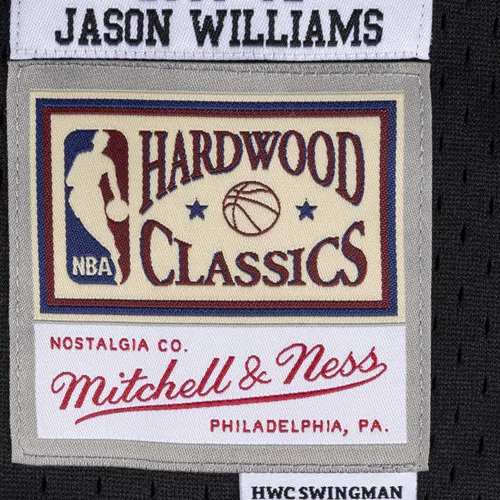 JASON WILLIAMS
HARDWOOD
CLASSICS
NBA
NOSTALGIA CO.
Mitchell & Ness
PHILADELPHIA, PA.
HWC SWINGMAN